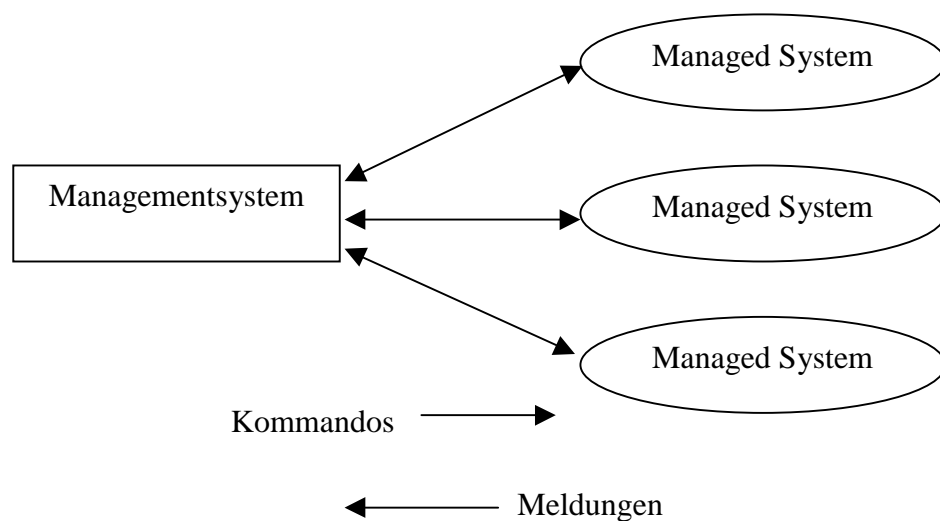 Managed System
Managementsystem
Managed System
Managed System
Kommandos
Meldungen